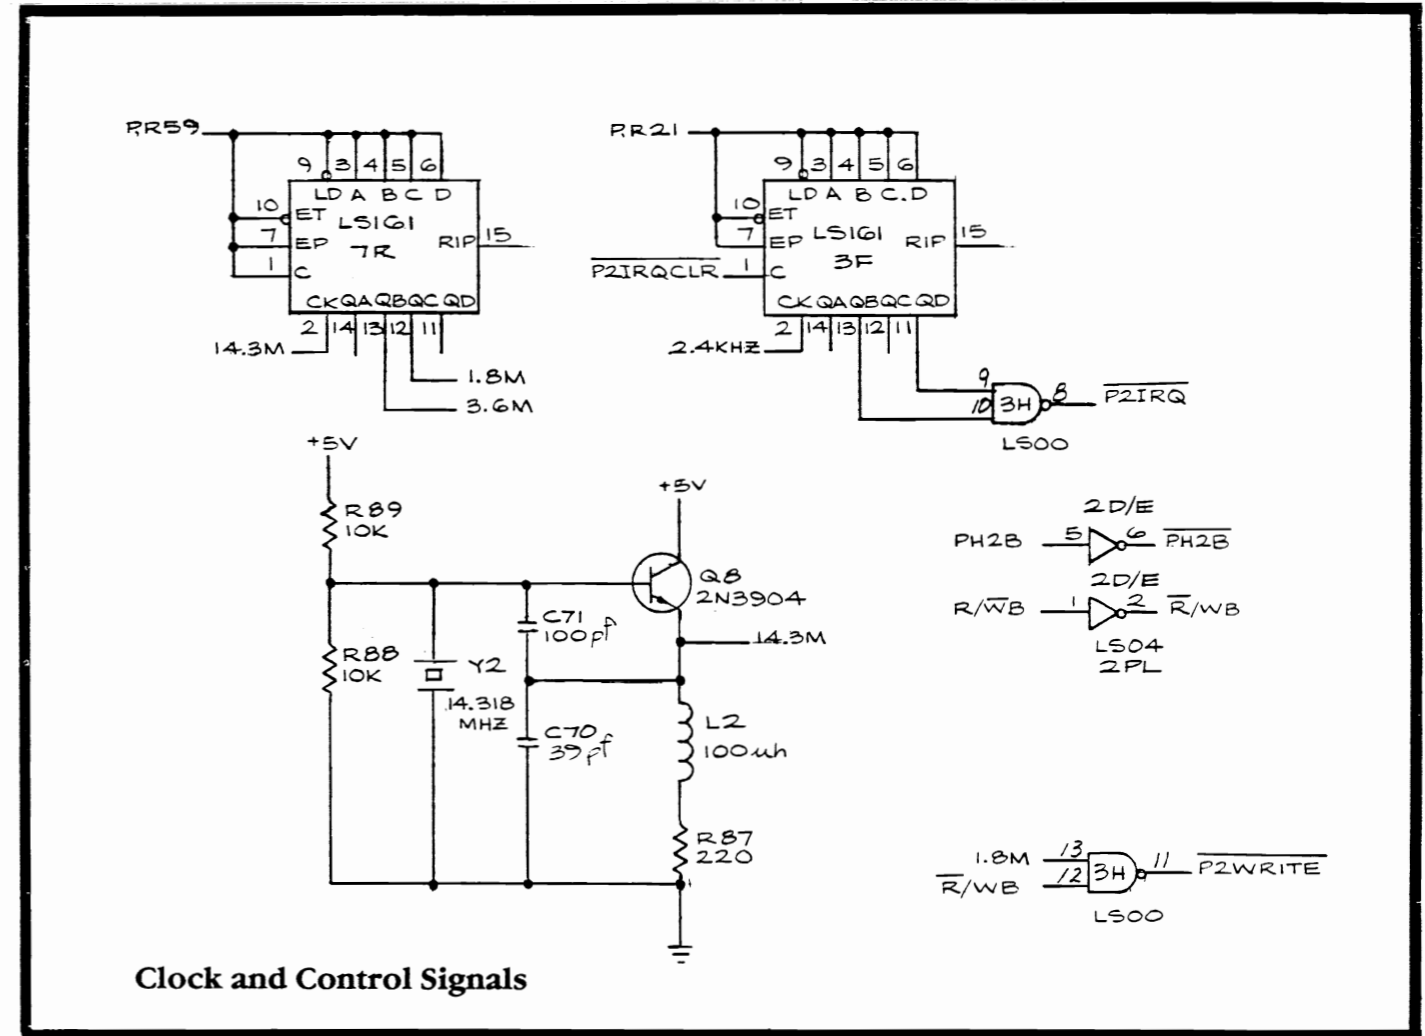 P.R59
9 3 4 5 6
LD A B C D
10 ET LS161
7 EP 7R RIP 15
1 C
CK QA QB QC QD
2 14 13 12 11
14.3M
1.8M
3.6M
P.R21
9 3 4 5 6
LD A B C.D
10 ET LS161
7 EP RIP 15
P2IRQCLR 1 C 3F
CK QA QB QC QD
2 14 13 12 11
2.4KHZ
9
10 3H 8 P2IRQ
LS00
+5V
R89
10K
R88
10K
Y2
14.318
MHZ
C71
100pf
C70
39pf
+5V
Q8
2N3904
14.3M
L2
100uh
R87
220
2D/E
PH2B 5 6 PH2B
2D/E
R/W̅B 1 2 R̅/WB
LS04
2PL
1.8M 13
R̅/WB 12 3H 11 P2WRITE
LS00
Clock and Control Signals